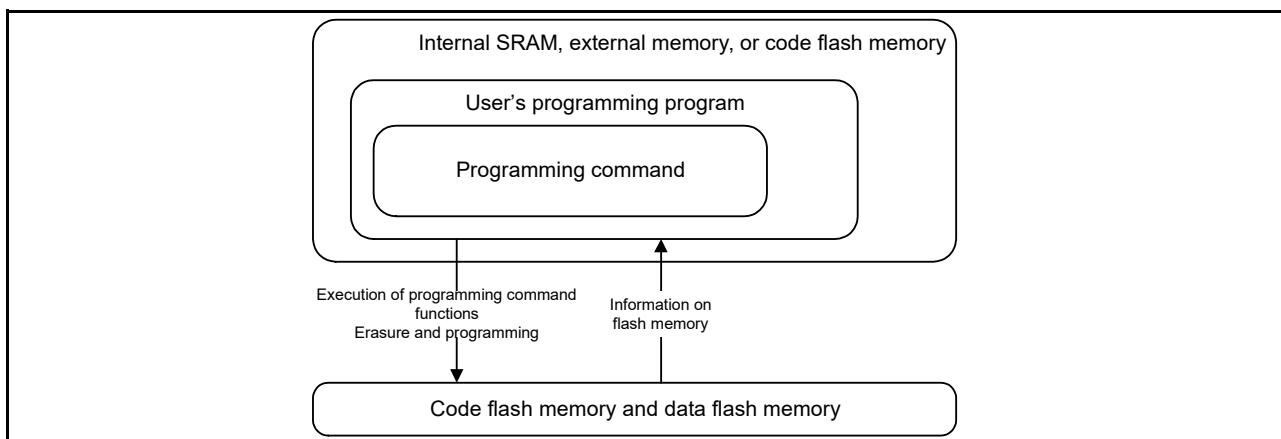 Internal SRAM, external memory, or code flash memory
User's programming program
Programming command
Execution of programming command
functions
Erasure and programming
Information on
flash memory
Code flash memory and data flash memory